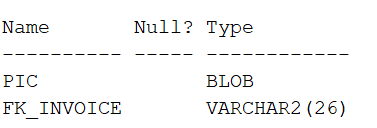 Name       Null? Type
---------- ----- ------------
PIC              BLOB
FK_INVOICE       VARCHAR2(26)